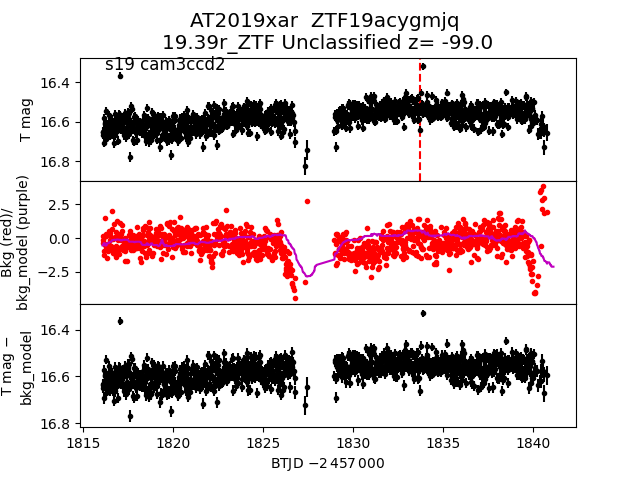 AT2019xar  ZTF19acygmjq
19.39r_ZTF Unclassified z= -99.0
s19 cam3ccd2
T mag
16.4
16.6
16.8
Bkg (red)/
bkg_model (purple)
2.5
0.0
−2.5
T mag −
bkg_model
16.4
16.6
16.8
1815 1820 1825 1830 1835 1840
BTJD −2 457 000